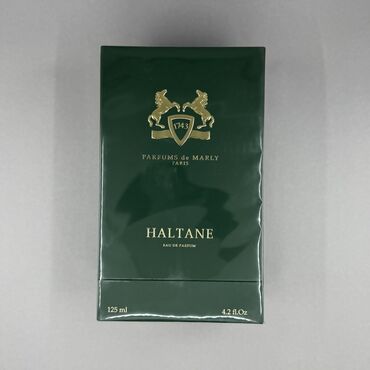 1743
PARFUMS de MARLY
PARIS
HALTANE
EAU DE PARFUM
125 ml 4.2 fl.Oz